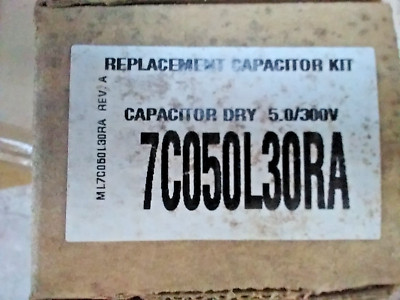 REPLACEMENT CAPACITOR KIT
CAPACITOR DRY 5.0/300V
7C050L30RA
ML7C050L30RA REV. A